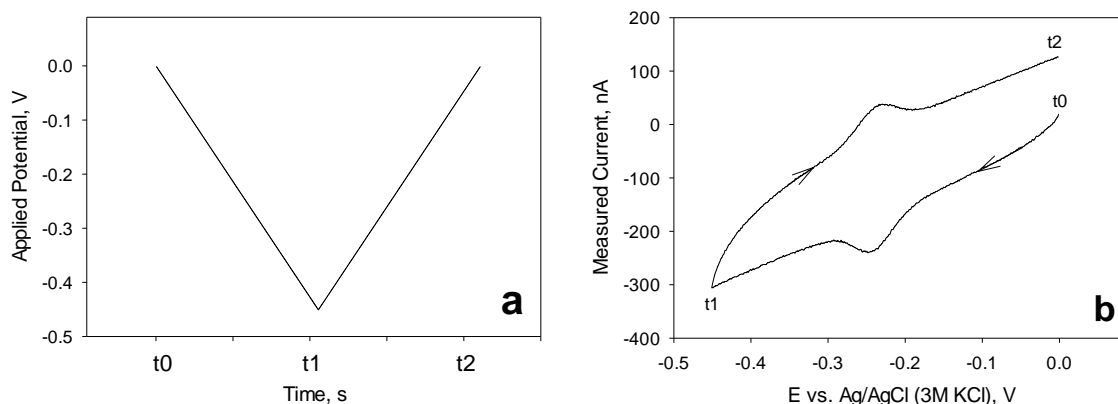 0.0
-0.1
-0.2
-0.3
-0.4
-0.5
Applied Potential, V
t0
t1
t2
Time, s
a
200
100
0
-100
-200
-300
-400
Measured Current, nA
t2
t0
t1
-0.5
-0.4
-0.3
-0.2
-0.1
0.0
E vs. Ag/AgCl (3M KCl), V
b